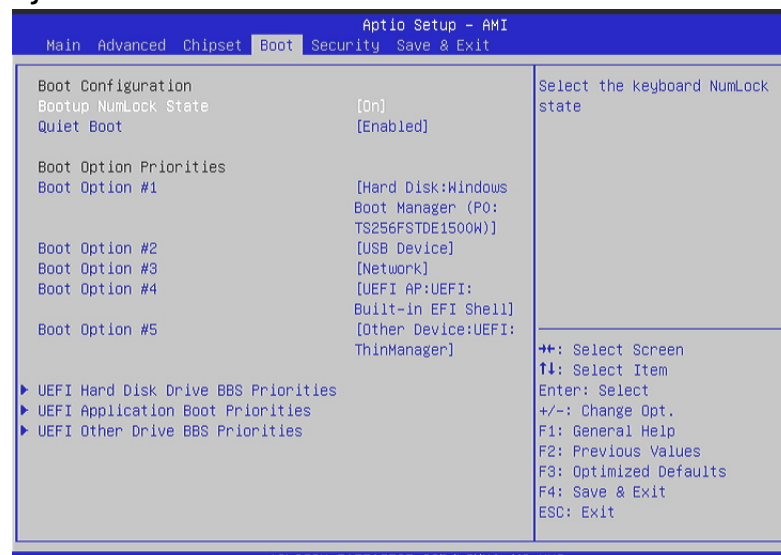 Aptio Setup - AMI
Main Advanced Chipset Boot Security Save & Exit
Boot Configuration
Bootup NumLock State [On]
Quiet Boot [Enabled]
Boot Option Priorities
Boot Option #1 [Hard Disk:Windows
Boot Manager (P0:
TS256FSTDE1500W)]
Boot Option #2 [USB Device]
Boot Option #3 [Network]
Boot Option #4 [UEFI AP:UEFI:
Built-in EFI Shell]
Boot Option #5 [Other Device:UEFI:
ThinManager]
UEFI Hard Disk Drive BBS Priorities
UEFI Application Boot Priorities
UEFI Other Drive BBS Priorities
Select the keyboard NumLock
state
→←: Select Screen
↑↓: Select Item
Enter: Select
+/-: Change Opt.
F1: General Help
F2: Previous Values
F3: Optimized Defaults
F4: Save & Exit
ESC: Exit